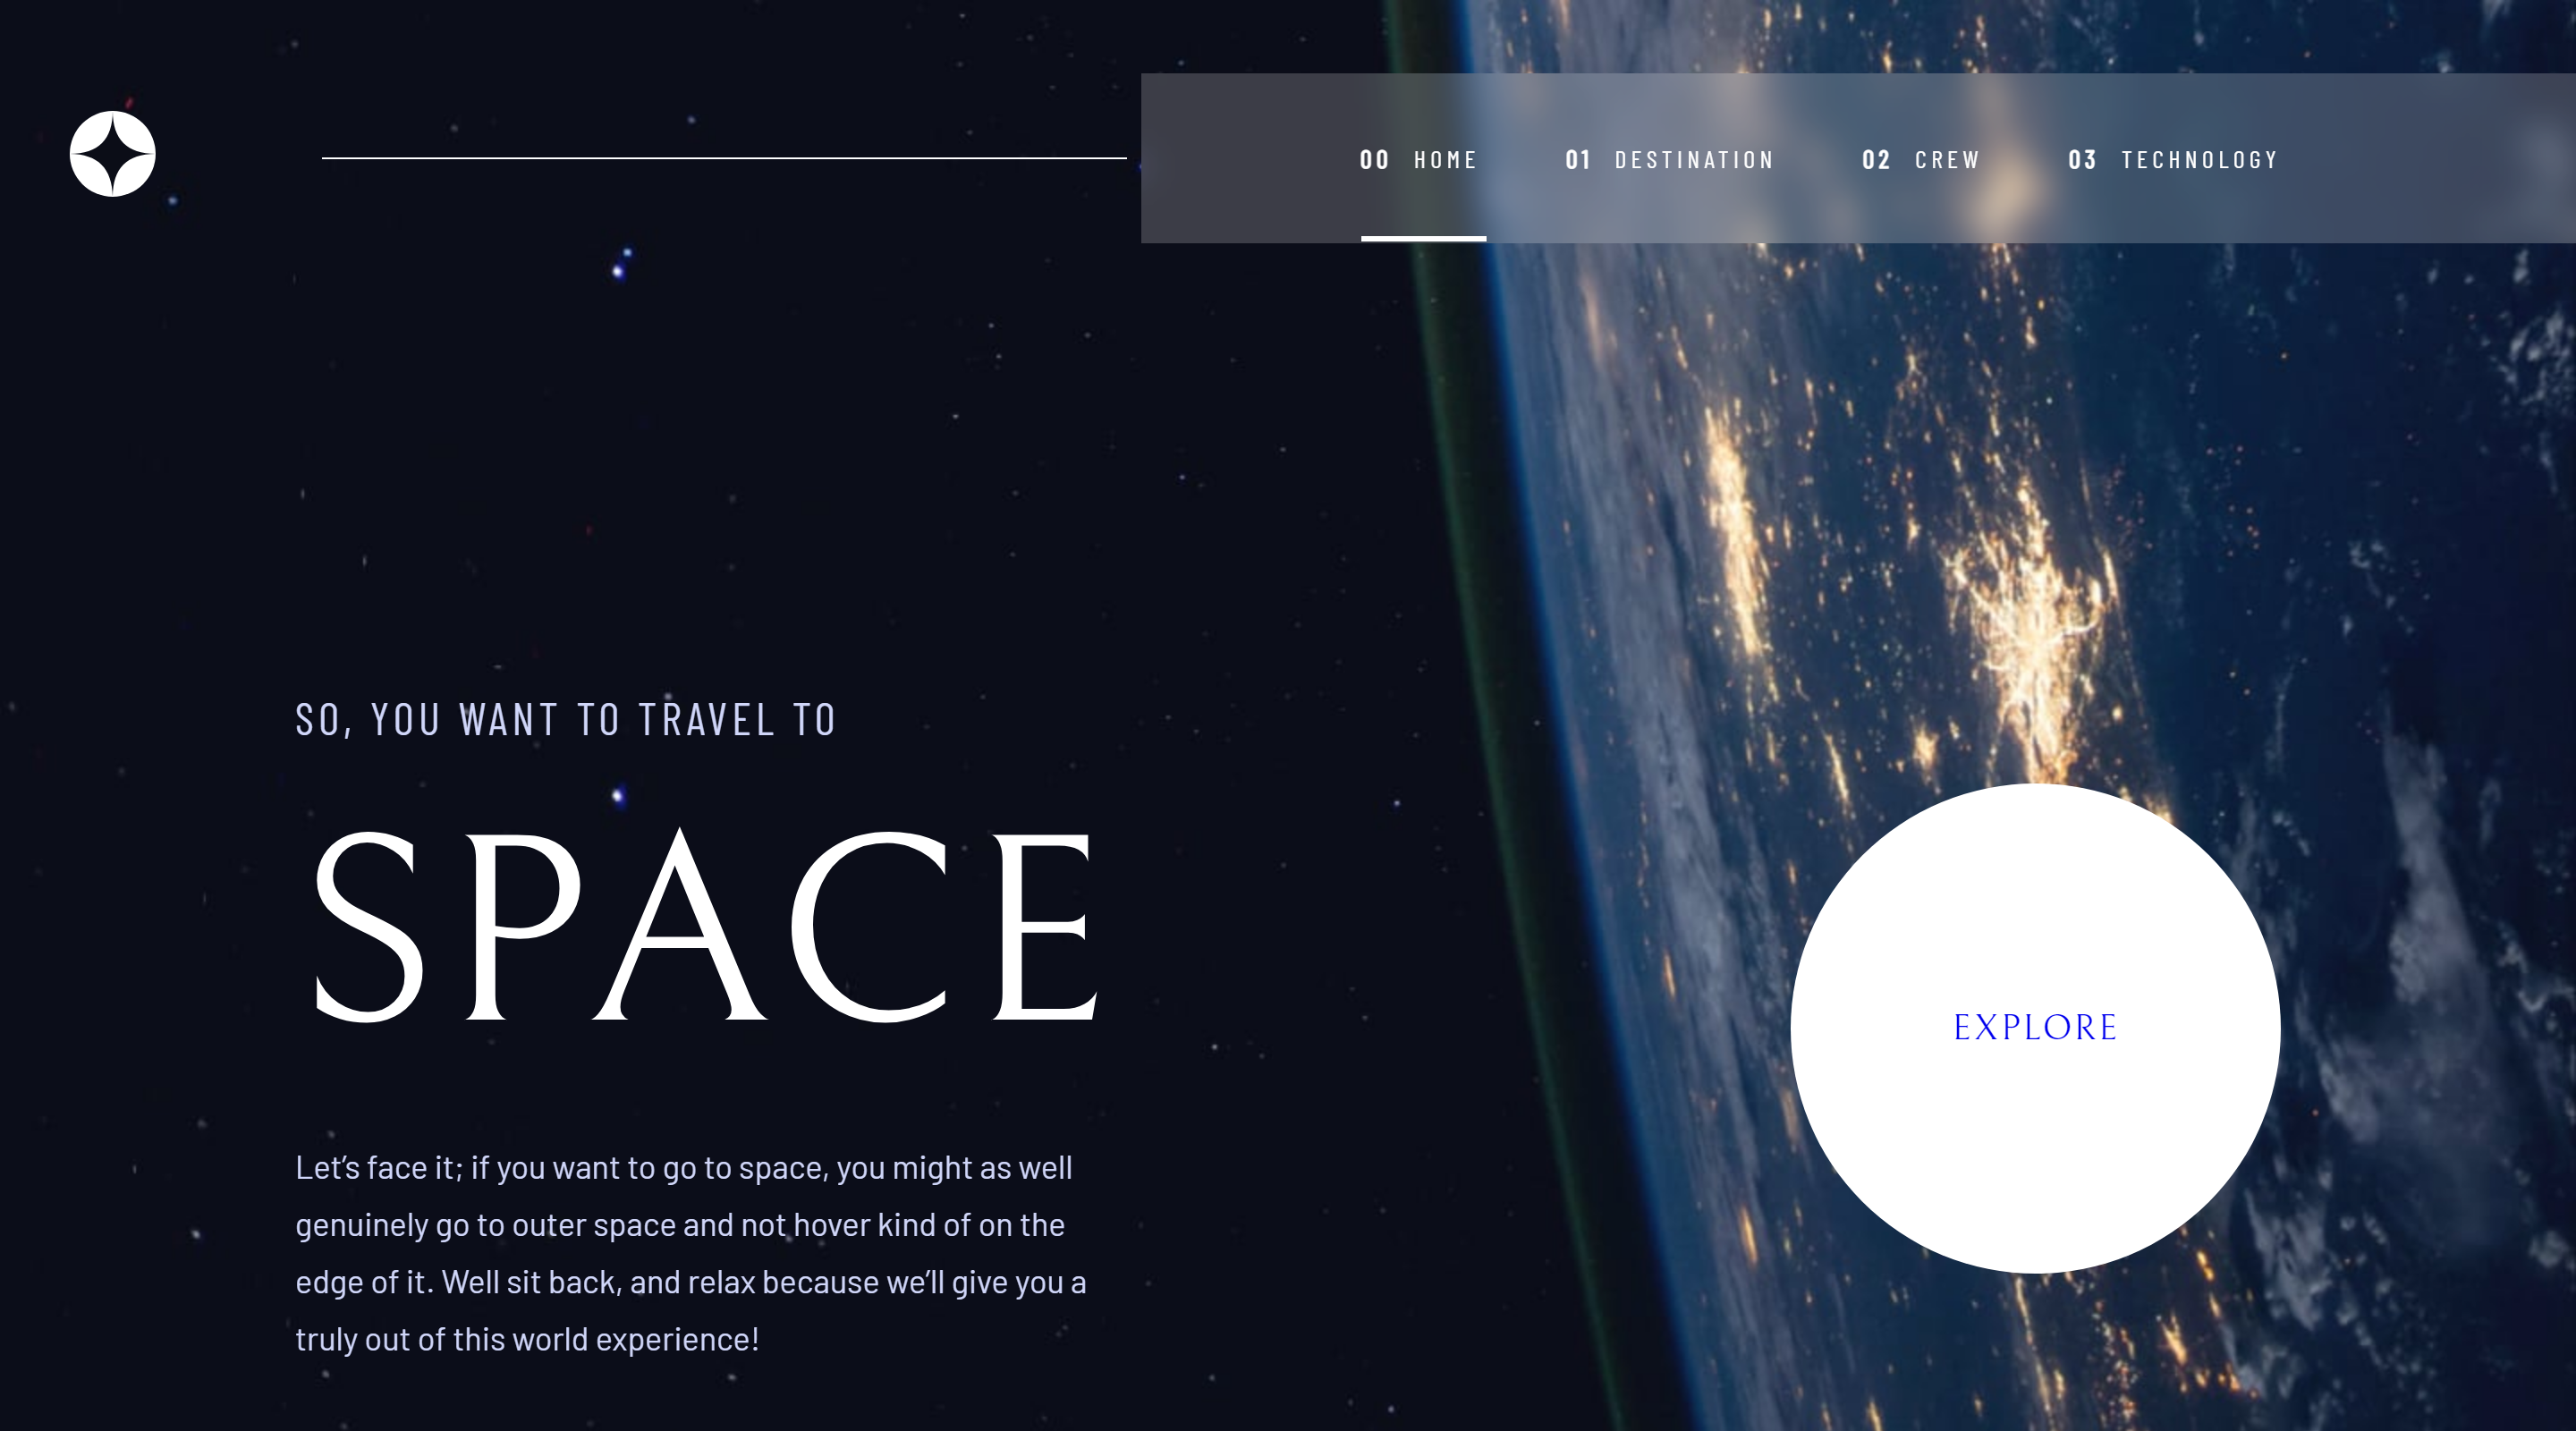 00 HOME 01 DESTINATION 02 CREW 03 TECHNOLOGY
SO, YOU WANT TO TRAVEL TO
SPACE
Let’s face it; if you want to go to space, you might as well
genuinely go to outer space and not hover kind of on the
edge of it. Well sit back, and relax because we’ll give you a
truly out of this world experience!
EXPLORE